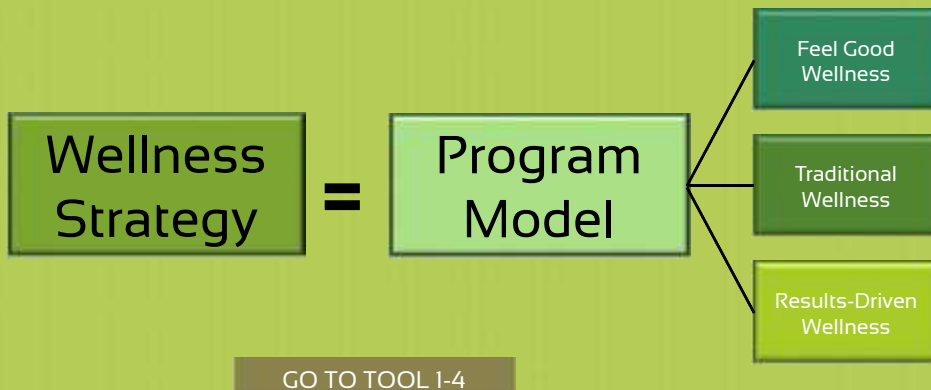 Wellness
Strategy
=
Program
Model
Feel Good
Wellness
Traditional
Wellness
Results-Driven
Wellness
GO TO TOOL 1-4